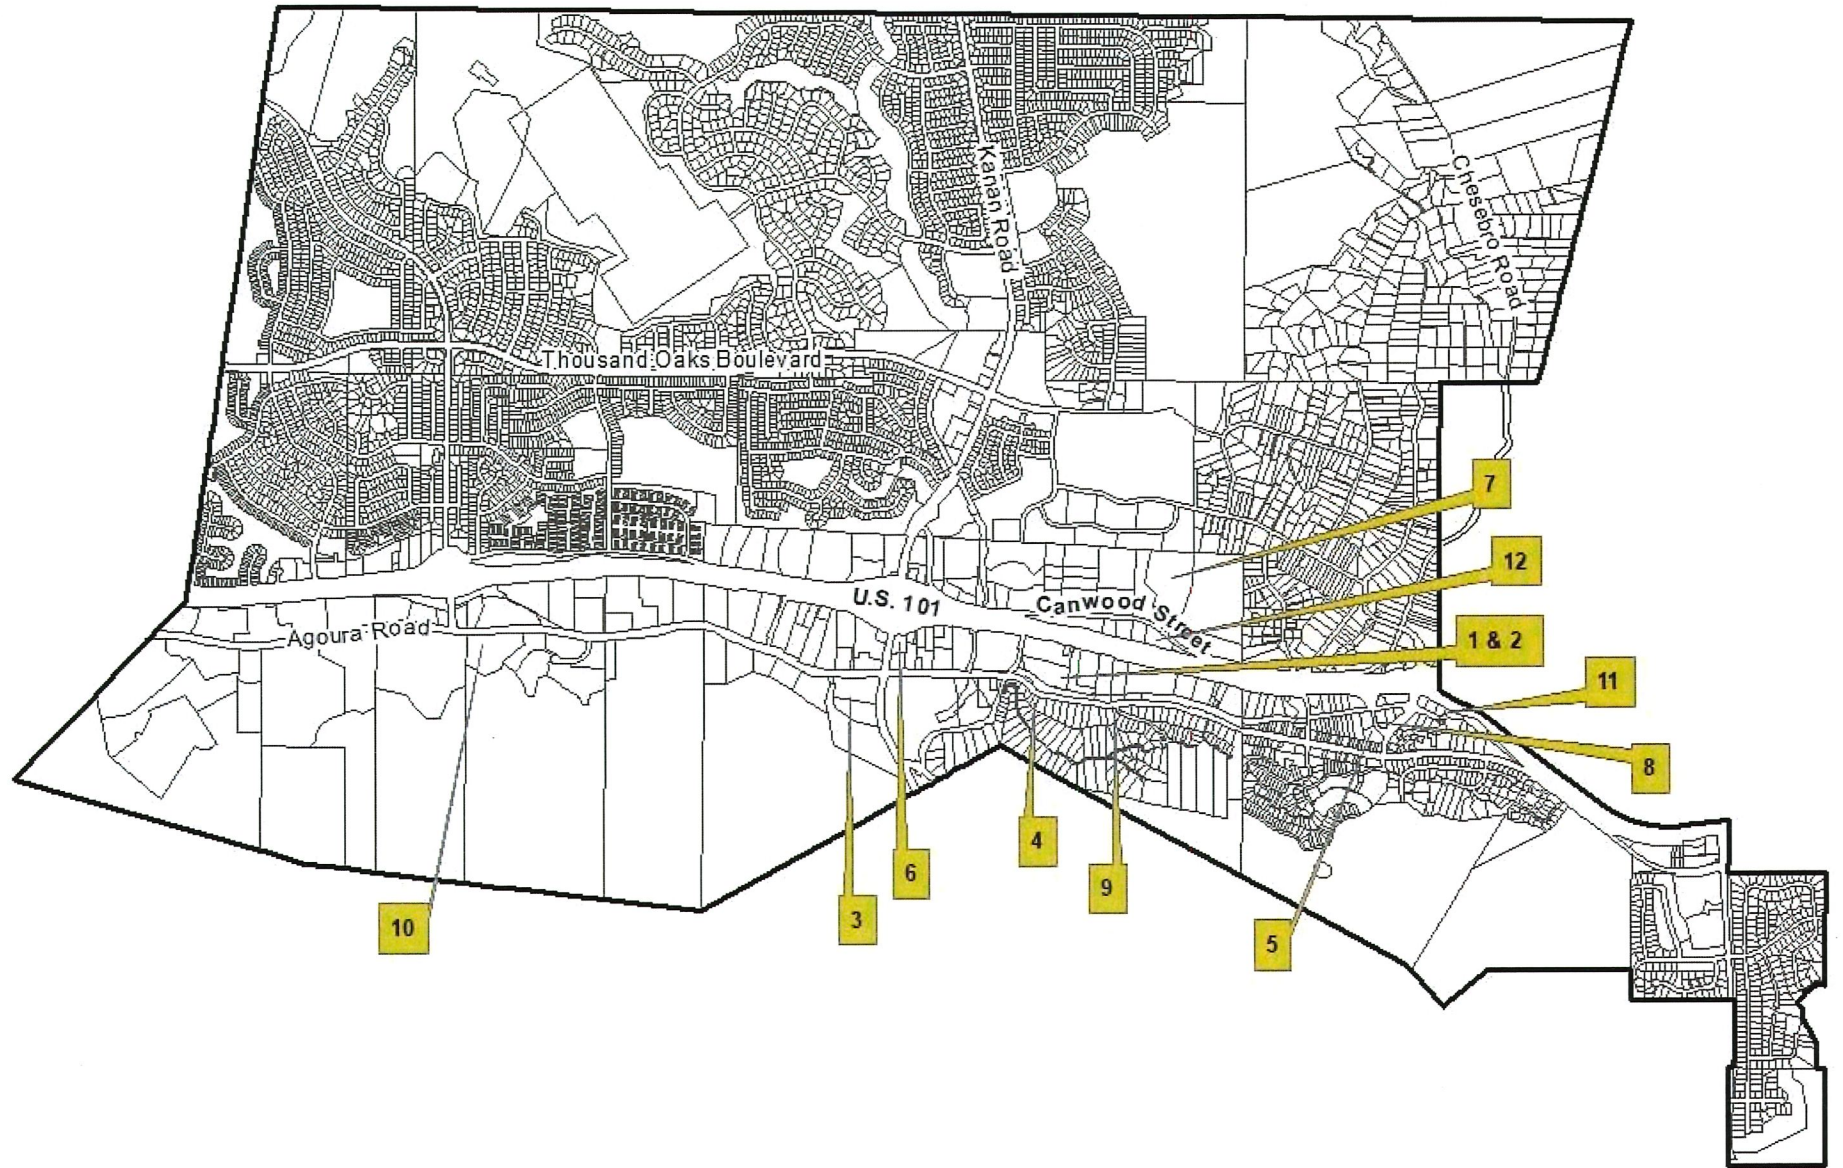 Kanan Road
Chesebro Road
Thousand Oaks Boulevard
7
12
U.S. 101
Canwood Street
Agoura Road
1 & 2
11
8
4
6
9
3
10
5